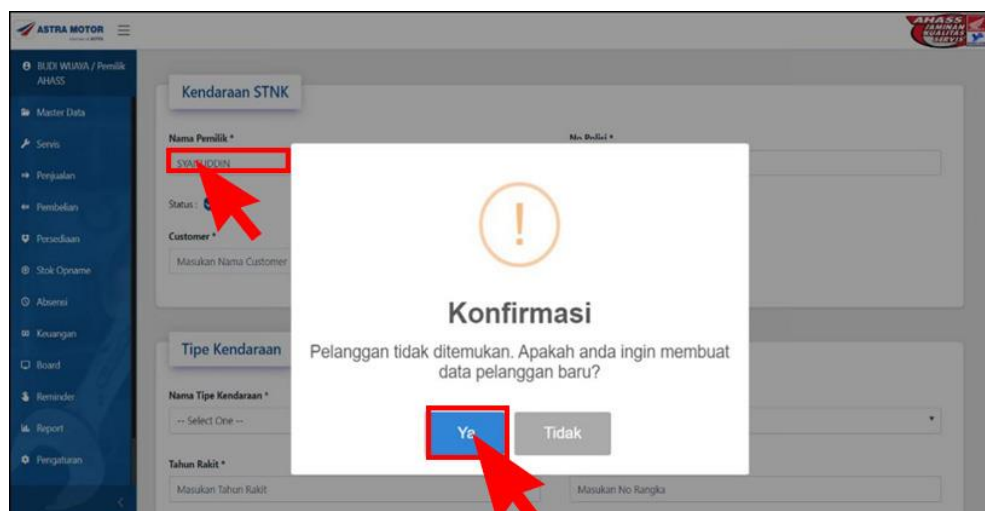 ASTRA MOTOR
AHASS
JAMINAN
KUALITAS
SERVIS
BUDI WIJAYA / Pemilik
AHASS
Master Data
Servis
Penjualan
Pembelian
Persediaan
Stok Opname
Absensi
Keuangan
Board
Reminder
Report
Pengaturan
Kendaraan STNK
Nama Pemilik *
No Polisi *
Status :
Customer *
Masukan Nama Customer
Konfirmasi
Pelanggan tidak ditemukan. Apakah anda ingin membuat
data pelanggan baru?
Ya
Tidak
Tipe Kendaraan
Nama Tipe Kendaraan *
-- Select One --
Tahun Rakit *
Masukan Tahun Rakit
Masukan No Rangka